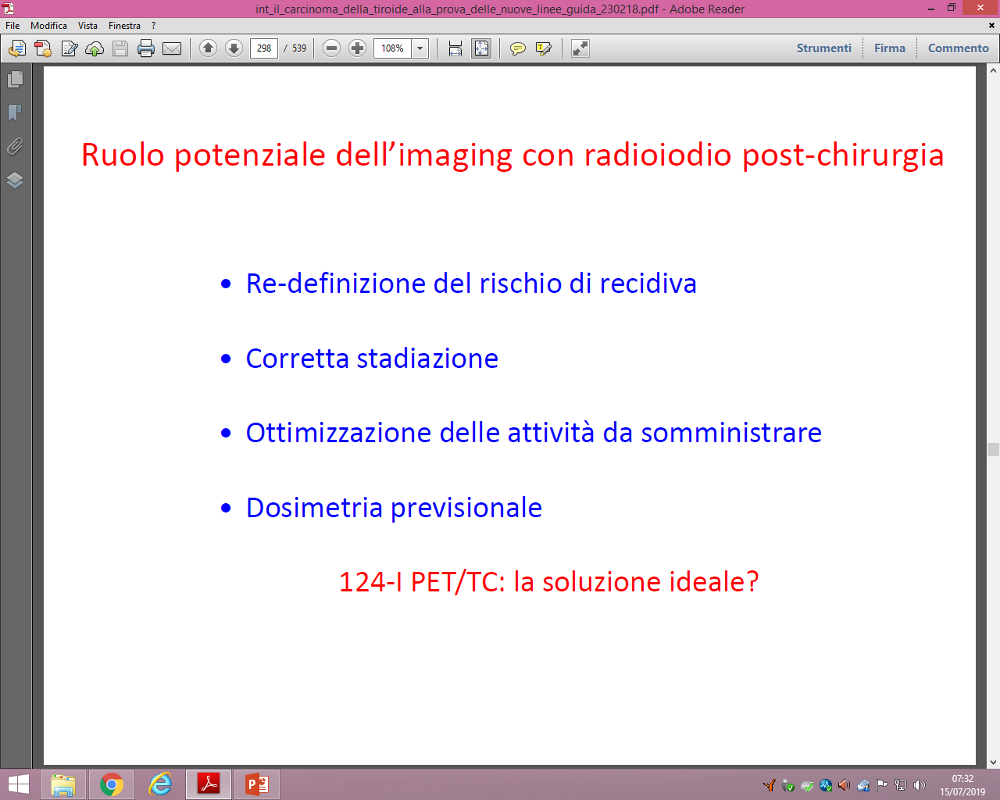 int_il_carcinoma_della_tiroide_alla_prova_delle_nuove_linee_guida_230218.pdf - Adobe Reader
File Modifica Vista Finestra ?
298 / 539 108% Strumenti Firma Commento
Ruolo potenziale dell’imaging con radioiodio post-chirurgia
• Re-definizione del rischio di recidiva
• Corretta stadiazione
• Ottimizzazione delle attività da somministrare
• Dosimetria previsionale
124-I PET/TC: la soluzione ideale?
07:32
15/07/2019